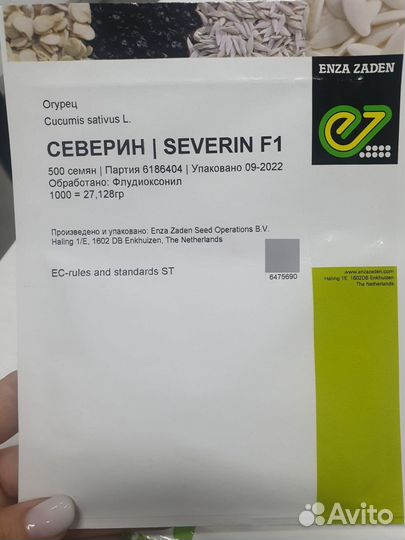 ENZA ZADEN
Огурец
Cucumis sativus L.
СЕВЕРИН | SEVERIN F1
500 семян | Партия 6186404 | Упаковано 09-2022
Обработано: Флудиоксонил
1000 = 27,128гр
Произведено и упаковано: Enza Zaden Seed Operations B.V.
Haling 1/E, 1602 DB Enkhuizen, The Netherlands
EC-rules and standards ST
6475690
www.enzazaden.com
Haling 1E, 1602 DB Enkhuizen
The Netherlands
Avito